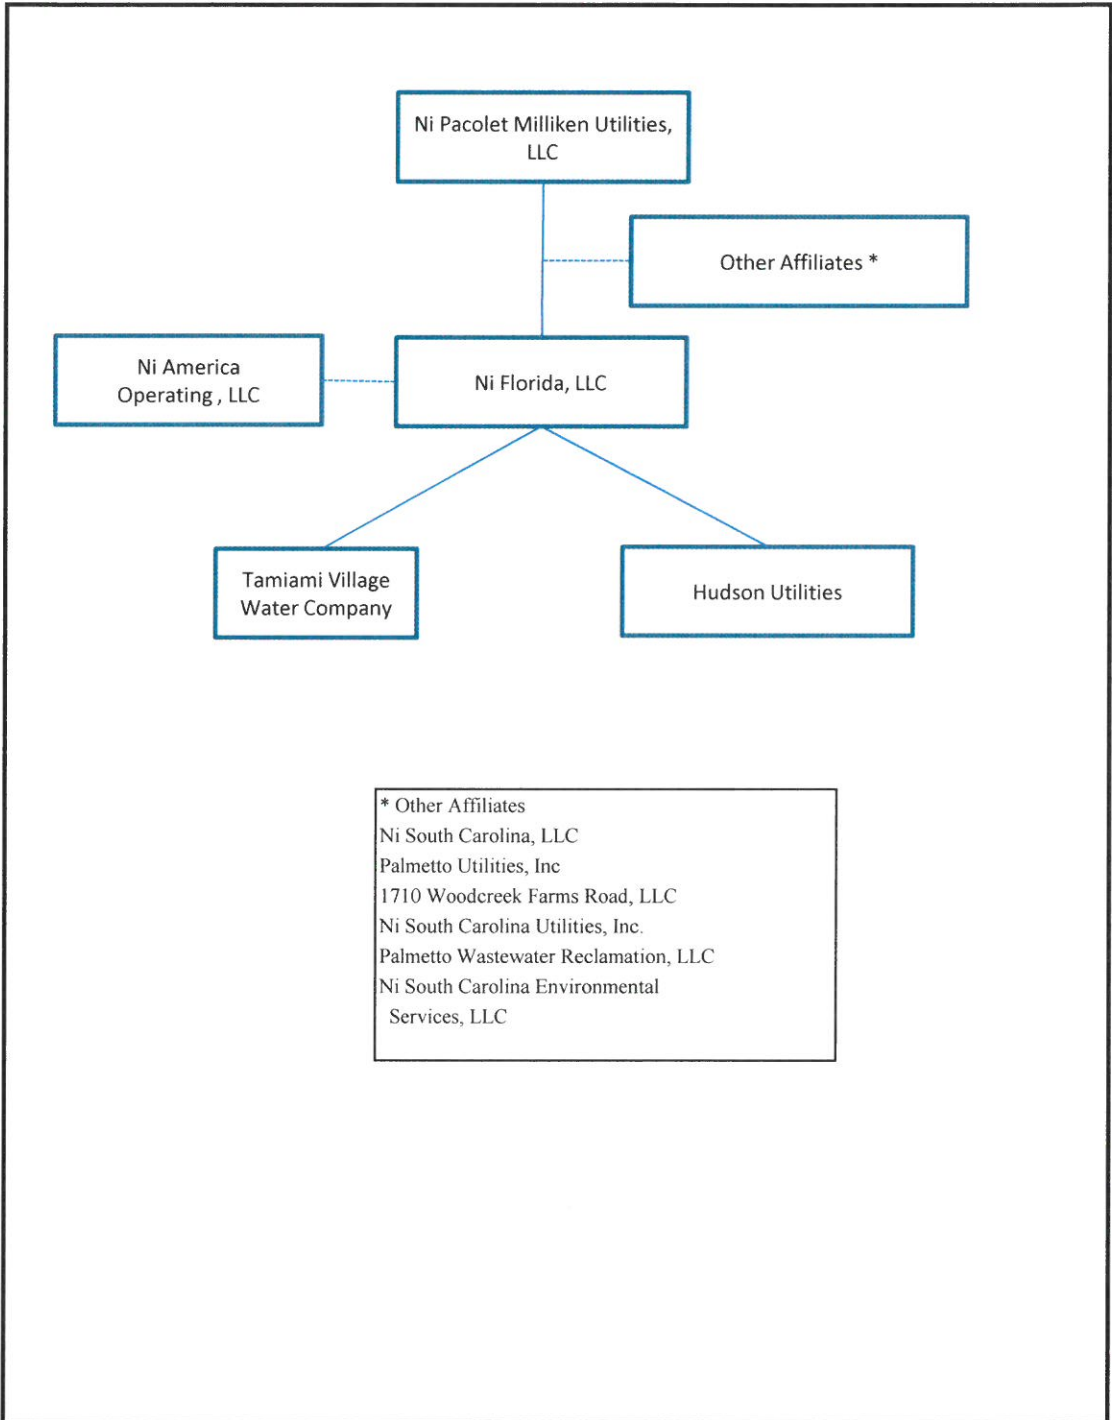 Ni Pacolet Milliken Utilities,
LLC
Other Affiliates *
Ni America
Operating , LLC
Ni Florida, LLC
Tamiami Village
Water Company
Hudson Utilities
* Other Affiliates
Ni South Carolina, LLC
Palmetto Utilities, Inc
1710 Woodcreek Farms Road, LLC
Ni South Carolina Utilities, Inc.
Palmetto Wastewater Reclamation, LLC
Ni South Carolina Environmental
Services, LLC